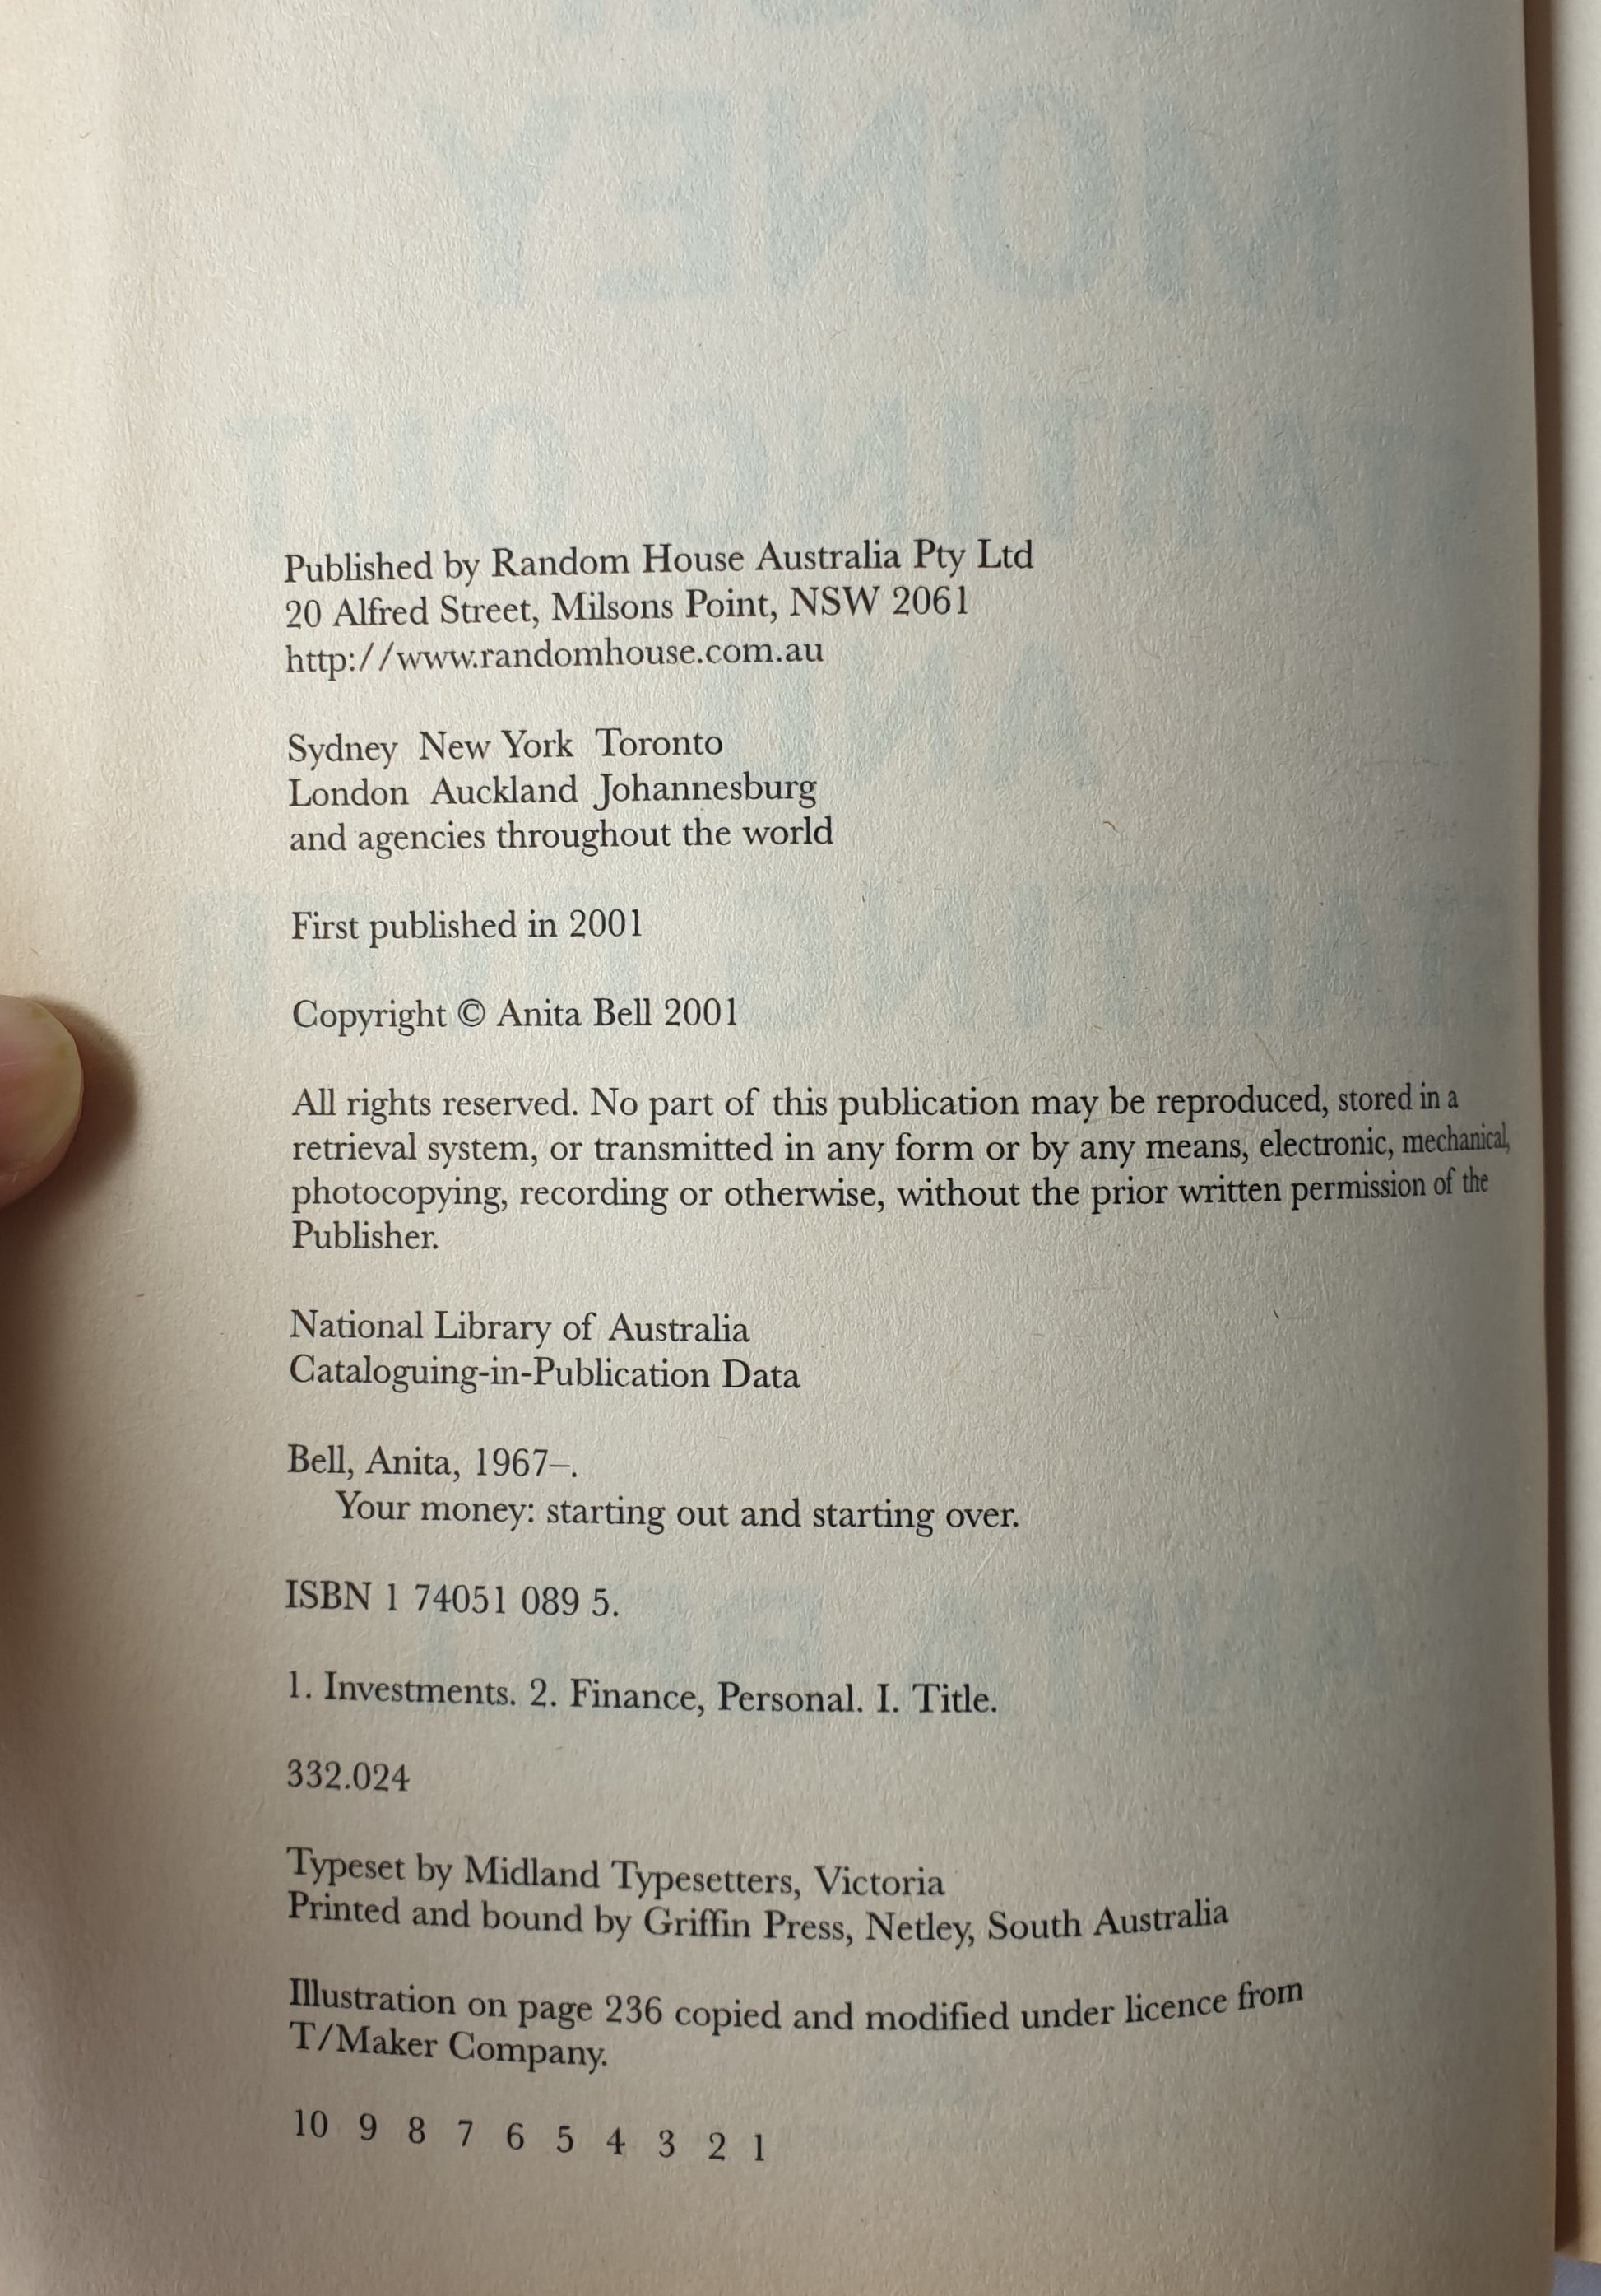 Published by Random House Australia Pty Ltd
20 Alfred Street, Milsons Point, NSW 2061
http://www.randomhouse.com.au
Sydney New York Toronto
London Auckland Johannesburg
and agencies throughout the world
First published in 2001
Copyright © Anita Bell 2001
All rights reserved. No part of this publication may be reproduced, stored in a
retrieval system, or transmitted in any form or by any means, electronic, mechanical,
photocopying, recording or otherwise, without the prior written permission of the
Publisher.
National Library of Australia
Cataloguing-in-Publication Data
Bell, Anita, 1967–.
Your money: starting out and starting over.
ISBN 1 74051 089 5.
1. Investments. 2. Finance, Personal. I. Title.
332.024
Typeset by Midland Typesetters, Victoria
Printed and bound by Griffin Press, Netley, South Australia
Illustration on page 236 copied and modified under licence from
T/Maker Company.
10 9 8 7 6 5 4 3 2 1